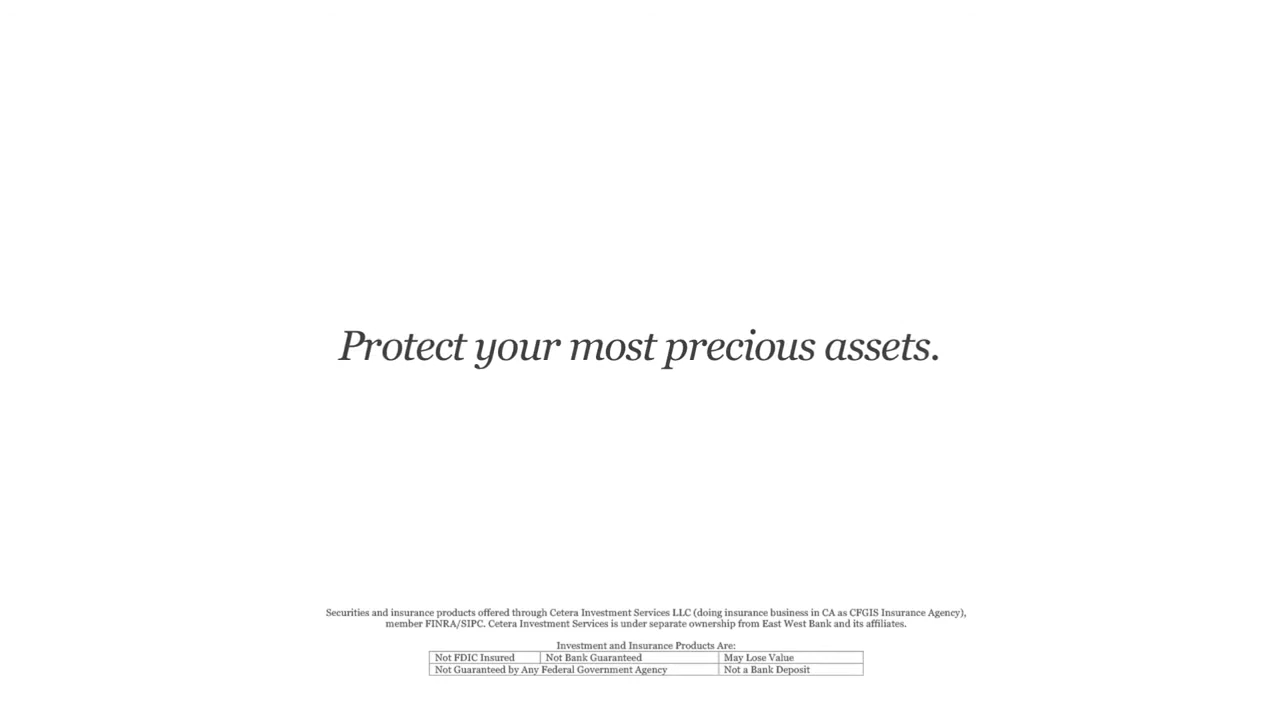 Protect your most precious assets.
Securities and insurance products offered through Cetera Investment Services LLC (doing insurance business in CA as CFGIS Insurance Agency),
member FINRA/SIPC. Cetera Investment Services is under separate ownership from East West Bank and its affiliates.
Investment and Insurance Products Are:
Not FDIC Insured Not Bank Guaranteed May Lose Value
Not Guaranteed by Any Federal Government Agency Not a Bank Deposit